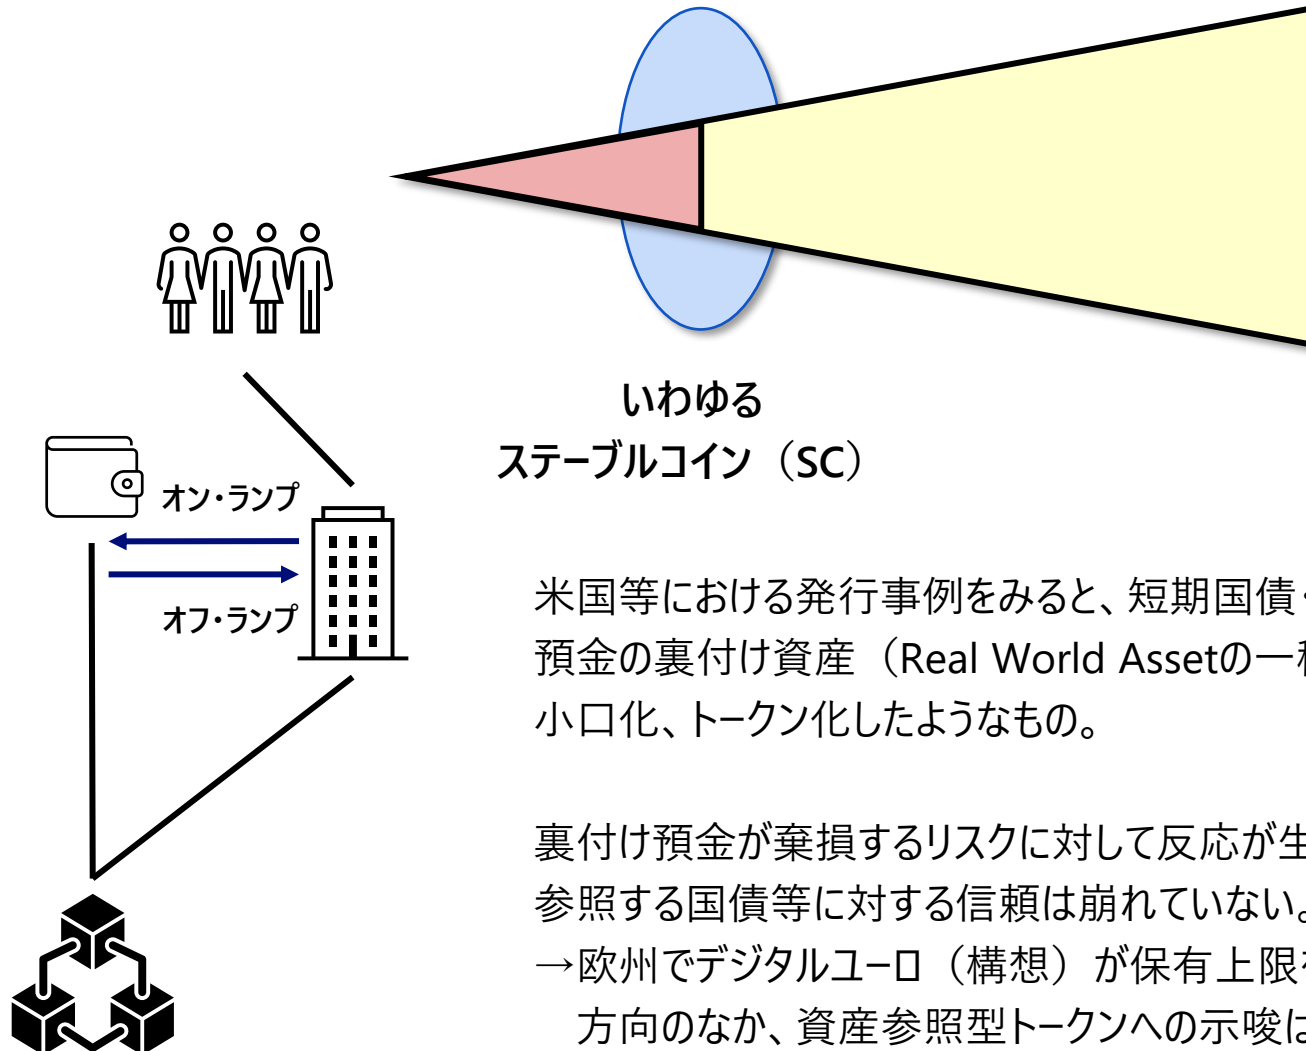 いわゆる
ステーブルコイン（SC）
オン・ランプ
オフ・ランプ
米国等における発行事例をみると、短期国債・
預金の裏付け資産（Real World Assetの一種
小口化、トークン化したようなもの。
裏付け預金が棄損するリスクに対して反応が生
参照する国債等に対する信頼は崩れていない。
→欧州でデジタルユーロ（構想）が保有上限
方向のなか、資産参照型トークンへの示唆は